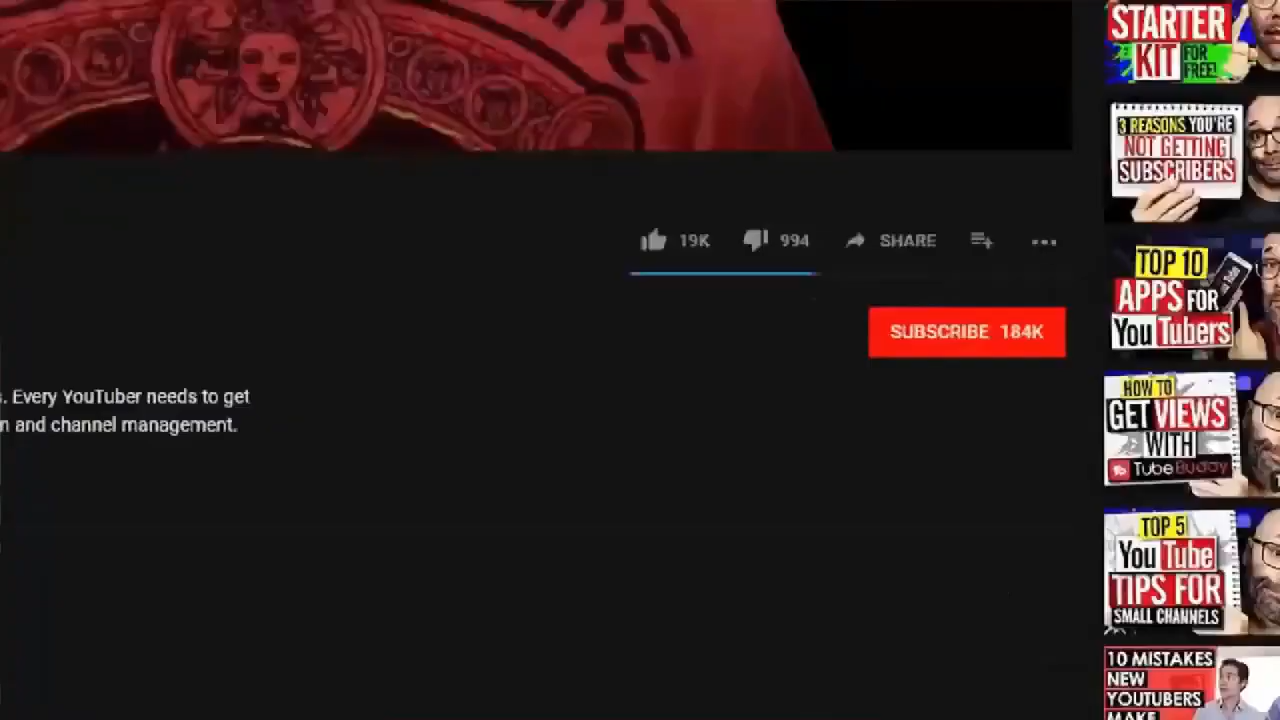 STARTER
KIT FOR FREE!
3 REASONS YOU'RE
NOT GETTING
SUBSCRIBERS
19K 994 SHARE
TOP 10
APPS FOR
YouTubers
SUBSCRIBE 184K
. Every YouTuber needs to get
n and channel management.
HOW TO
GET VIEWS
WITH
TubeBuddy
TOP 5
YouTube
TIPS FOR
SMALL CHANNELS
10 MISTAKES
NEW
YOUTUBERS
MAKE